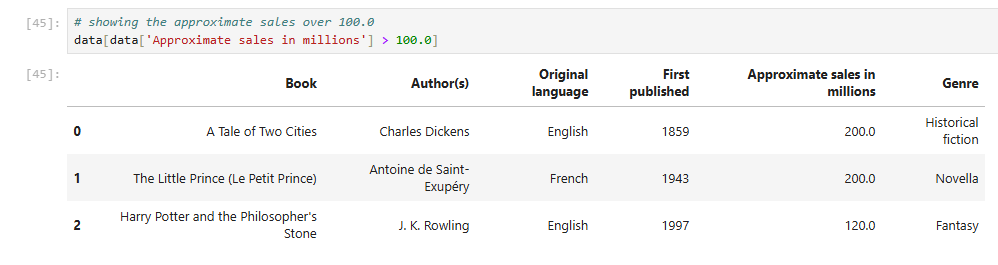 [45]: # showing the approximate sales over 100.0
data[data['Approximate sales in millions'] > 100.0]
[45]:
Book Author(s) Original language First published Approximate sales in millions Genre
0 A Tale of Two Cities Charles Dickens English 1859 200.0 Historical fiction
1 The Little Prince (Le Petit Prince) Antoine de Saint-Exupéry French 1943 200.0 Novella
2 Harry Potter and the Philosopher's Stone J. K. Rowling English 1997 120.0 Fantasy